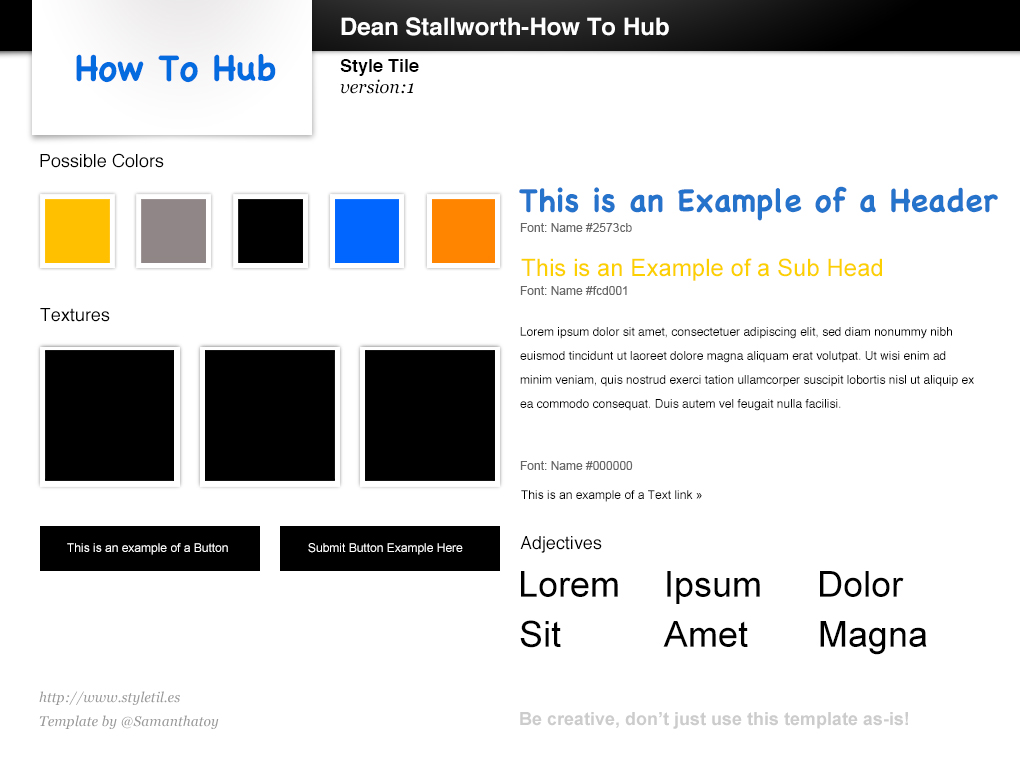 Dean Stallworth-How To Hub
How To Hub
Style Tile
version:1
Possible Colors
Textures
This is an example of a Button
Submit Button Example Here
http://www.styletil.es
Template by @Samanthatoy
This is an Example of a Header
Font: Name #2573cb
This is an Example of a Sub Head
Font: Name #fcd001
Lorem ipsum dolor sit amet, consectetuer adipiscing elit, sed diam nonummy nibh
euismod tincidunt ut laoreet dolore magna aliquam erat volutpat. Ut wisi enim ad
minim veniam, quis nostrud exerci tation ullamcorper suscipit lobortis nisl ut aliquip ex
ea commodo consequat. Duis autem vel feugait nulla facilisi.
Font: Name #000000
This is an example of a Text link »
Adjectives
Lorem Ipsum Dolor
Sit Amet Magna
Be creative, don’t just use this template as-is!